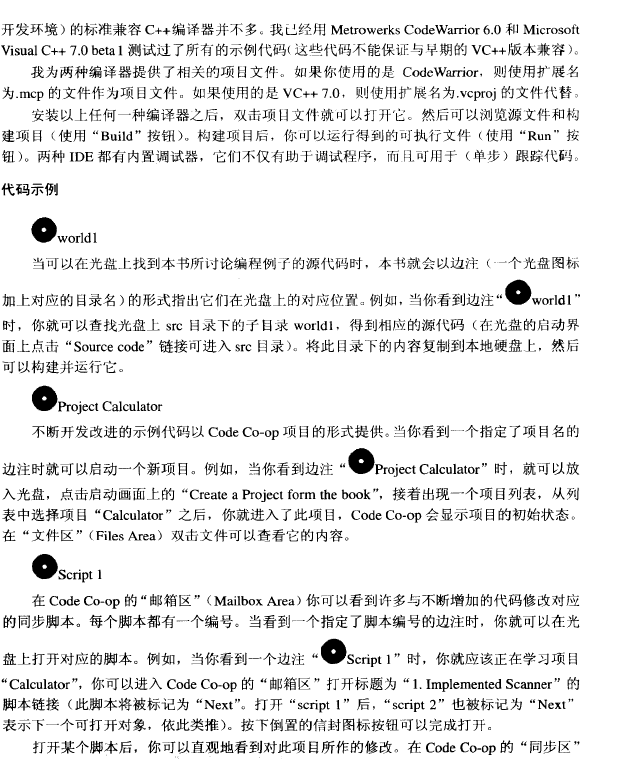 开发环境）的标准兼容 C++编译器并不多。我已经用 Metrowerks CodeWarrior 6.0 和 Microsoft
Visual C++ 7.0 beta 1 测试过了所有的示例代码（这些代码不能保证与早期的 VC++版本兼容）。
我为两种编译器提供了相关的项目文件。如果你使用的是 CodeWarrior，则使用扩展名
为.mcp 的文件作为项目文件。如果使用的是 VC++ 7.0，则使用扩展名为.vcproj 的文件代替。
安装以上任何一种编译器之后，双击项目文件就可以打开它。然后可以浏览源文件和构
建项目（使用“Build”按钮）。构建项目后，你可以运行得到的可执行文件（使用“Run”按
钮）。两种 IDE 都有内置调试器，它们不仅有助于调试程序，而且可用于（单步）跟踪代码。
代码示例
world1
当可以在光盘上找到本书所讨论编程例子的源代码时，本书就会以边注（一个光盘图标
加上对应的目录名）的形式指出它们在光盘上的对应位置。例如，当你看到边注“world1”
时，你就可以查找光盘上 src 目录下的子目录 world1，得到相应的源代码（在光盘的启动界
面上点击“Source code”链接可进入 src 目录）。将此目录下的内容复制到本地硬盘上，然后
可以构建并运行它。
Project Calculator
不断开发改进的示例代码以 Code Co-op 项目的形式提供。当你看到一个指定了项目名的
边注时就可以启动一个新项目。例如，当你看到边注“Project Calculator”时，就可以放
入光盘，点击启动画面上的“Create a Project form the book”，接着出现一个项目列表，从列
表中选择项目“Calculator”之后，你就进入了此项目，Code Co-op 会显示项目的初始状态。
在“文件区”（Files Area）双击文件可以查看它的内容。
Script 1
在 Code Co-op 的“邮箱区”（Mailbox Area）你可以看到许多与不断增加的代码修改对应
的同步脚本。每个脚本都有一个编号。当看到一个指定了脚本编号的边注时，你就可以在光
盘上打开对应的脚本。例如，当你看到一个边注“Script 1”时，你就应该正在学习项目
“Calculator”，你可以进入 Code Co-op 的“邮箱区”打开标题为“1. Implemented Scanner”的
脚本链接（此脚本将被标记为“Next”。打开“script 1”后，“script 2”也被标记为“Next”
表示下一个可打开对象，依此类推）。按下倒置的信封图标按钮可以完成打开。
打开某个脚本后，你可以直观地看到对此项目所作的修改。在 Code Co-op 的“同步区”